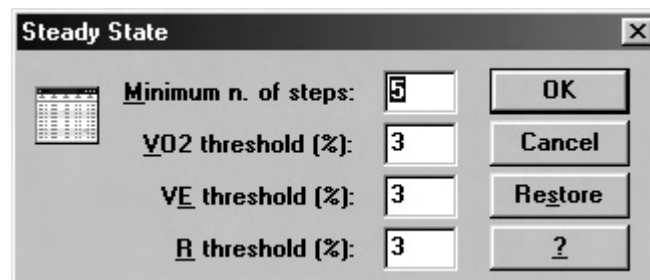 Steady State
Minimum n. of steps: 5 OK
VO2 threshold (%): 3 Cancel
VE threshold (%): 3 Restore
R threshold (%): 3 ?